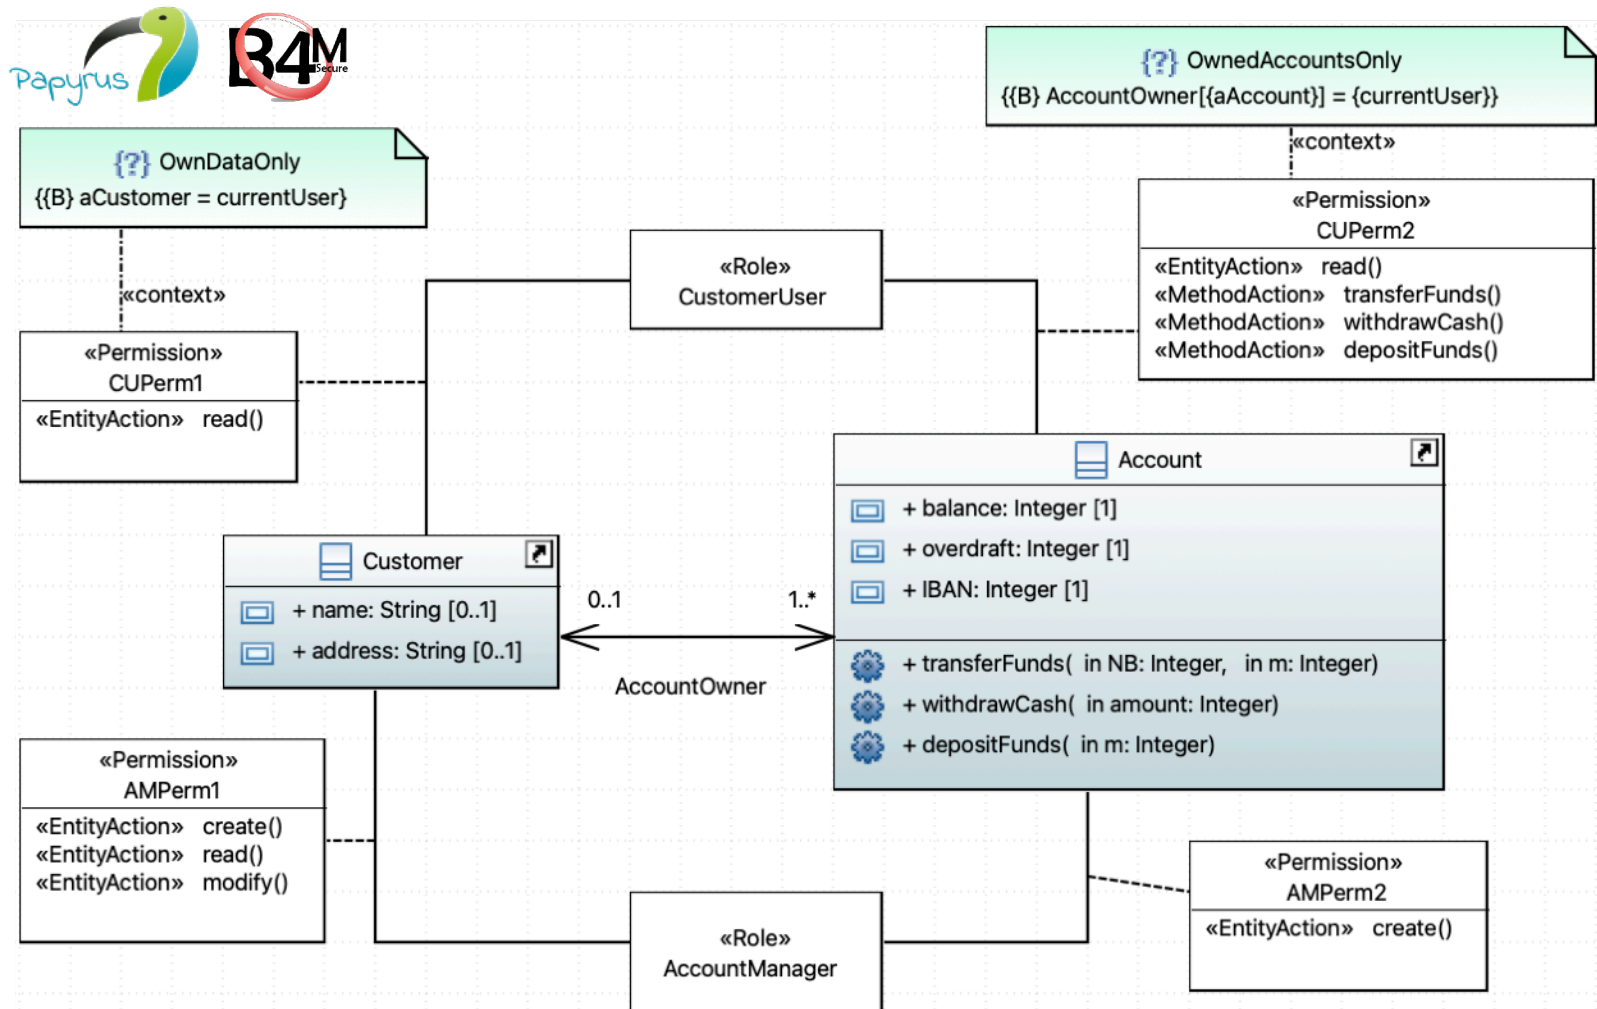 Papyrus
B4M
Secure
{?} OwnedAccountsOnly
{{B} AccountOwner[{aAccount}] = {currentUser}}
«context»
{?} OwnDataOnly
{{B} aCustomer = currentUser}
«context»
«Permission»
CUPerm2
«EntityAction» read()
«MethodAction» transferFunds()
«MethodAction» withdrawCash()
«MethodAction» depositFunds()
«Role»
CustomerUser
«Permission»
CUPerm1
«EntityAction» read()
Account
+ balance: Integer [1]
+ overdraft: Integer [1]
+ IBAN: Integer [1]
+ transferFunds( in NB: Integer, in m: Integer)
+ withdrawCash( in amount: Integer)
+ depositFunds( in m: Integer)
Customer
+ name: String [0..1]
+ address: String [0..1]
0..1
1..*
AccountOwner
«Permission»
AMPerm1
«EntityAction» create()
«EntityAction» read()
«EntityAction» modify()
«Role»
AccountManager
«Permission»
AMPerm2
«EntityAction» create()